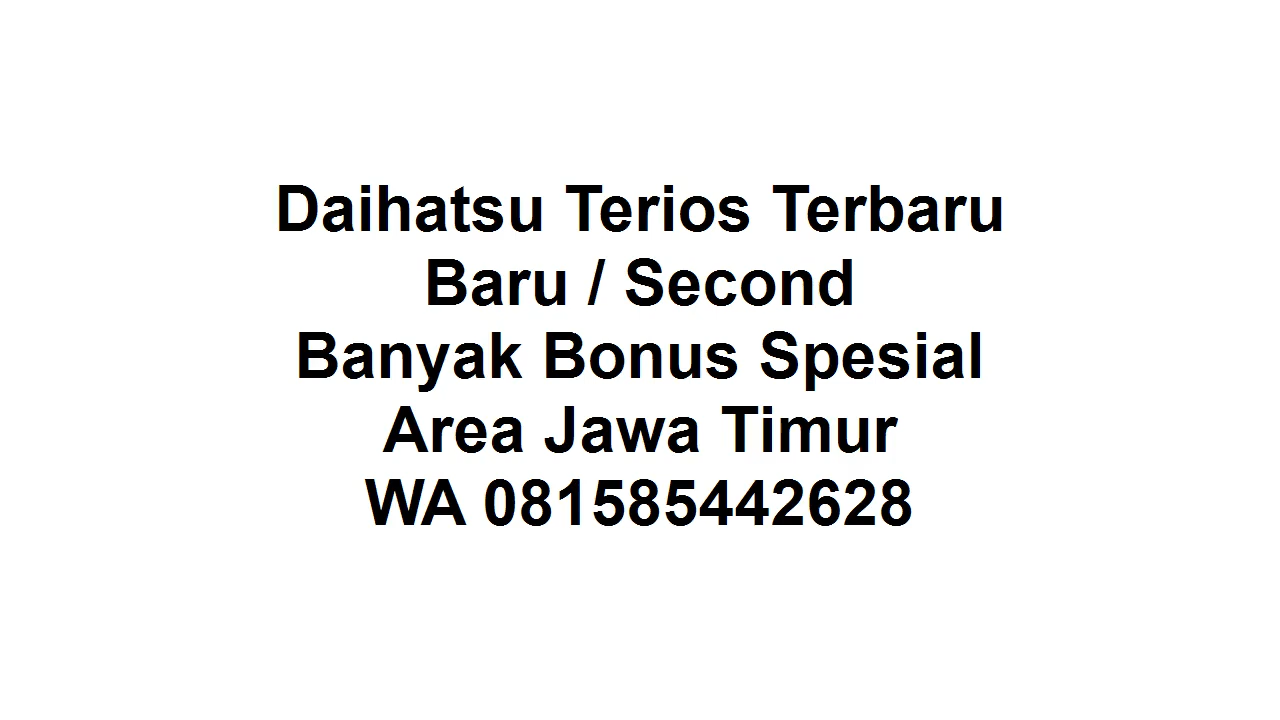 Daihatsu Terios Terbaru
Baru / Second
Banyak Bonus Spesial
Area Jawa Timur
WA 081585442628